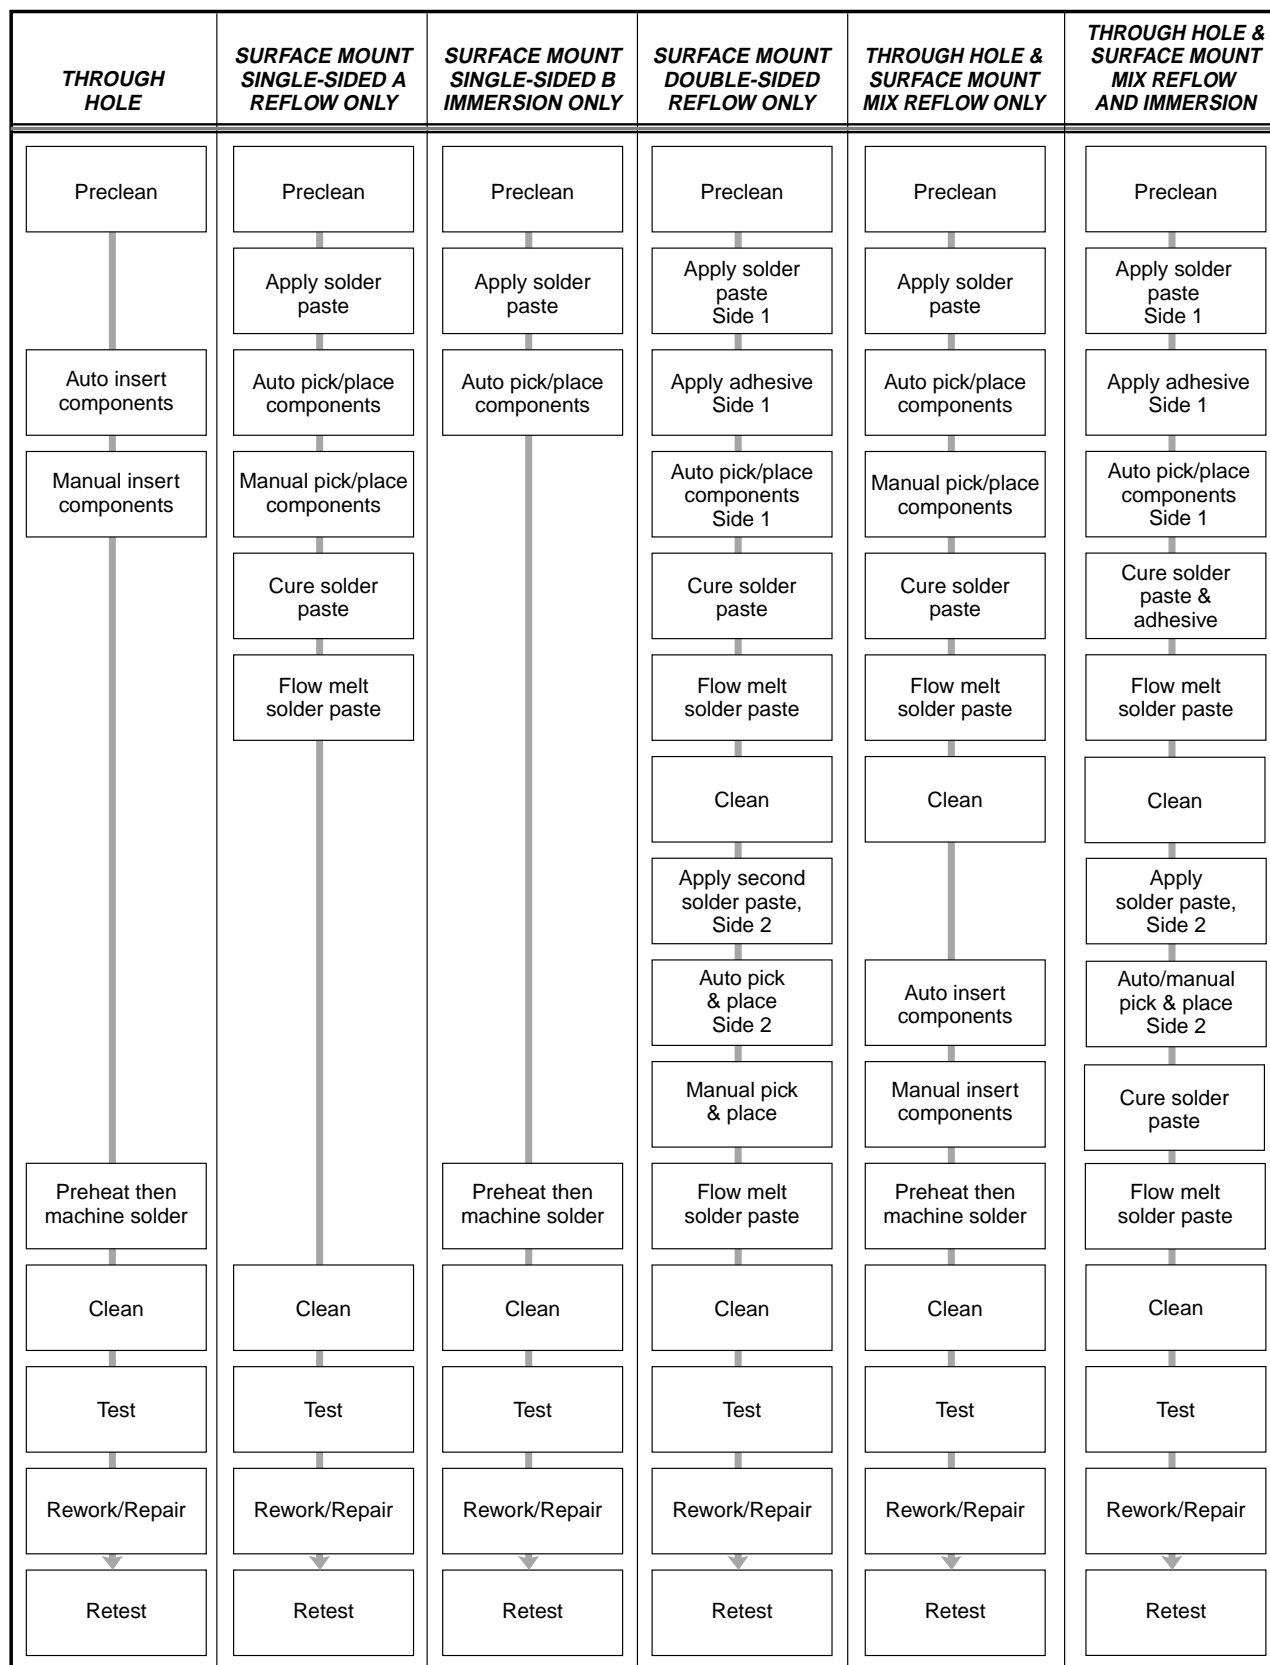 THROUGH
HOLE
SURFACE MOUNT
SINGLE-SIDED A
REFLOW ONLY
SURFACE MOUNT
SINGLE-SIDED B
IMMERSION ONLY
SURFACE MOUNT
DOUBLE-SIDED
REFLOW ONLY
THROUGH HOLE &
SURFACE MOUNT
MIX REFLOW ONLY
THROUGH HOLE &
SURFACE MOUNT
MIX REFLOW
AND IMMERSION
Preclean
Auto insert
components
Manual insert
components
Preheat then
machine solder
Clean
Test
Rework/Repair
Retest
Preclean
Apply solder
paste
Auto pick/place
components
Manual pick/place
components
Cure solder
paste
Flow melt
solder paste
Clean
Test
Rework/Repair
Retest
Preclean
Apply solder
paste
Auto pick/place
components
Preheat then
machine solder
Clean
Test
Rework/Repair
Retest
Preclean
Apply solder
paste
Side 1
Apply adhesive
Side 1
Auto pick/place
components
Side 1
Cure solder
paste
Flow melt
solder paste
Clean
Apply second
solder paste,
Side 2
Auto pick
& place
Side 2
Manual pick
& place
Flow melt
solder paste
Clean
Test
Rework/Repair
Retest
Preclean
Apply solder
paste
Auto pick/place
components
Manual pick/place
components
Cure solder
paste
Flow melt
solder paste
Clean
Auto insert
components
Manual insert
components
Preheat then
machine solder
Clean
Test
Rework/Repair
Retest
Preclean
Apply solder
paste
Side 1
Apply adhesive
Side 1
Auto pick/place
components
Side 1
Cure solder
paste &
adhesive
Flow melt
solder paste
Clean
Apply
solder paste,
Side 2
Auto/manual
pick & place
Side 2
Cure solder
paste
Flow melt
solder paste
Clean
Test
Rework/Repair
Retest